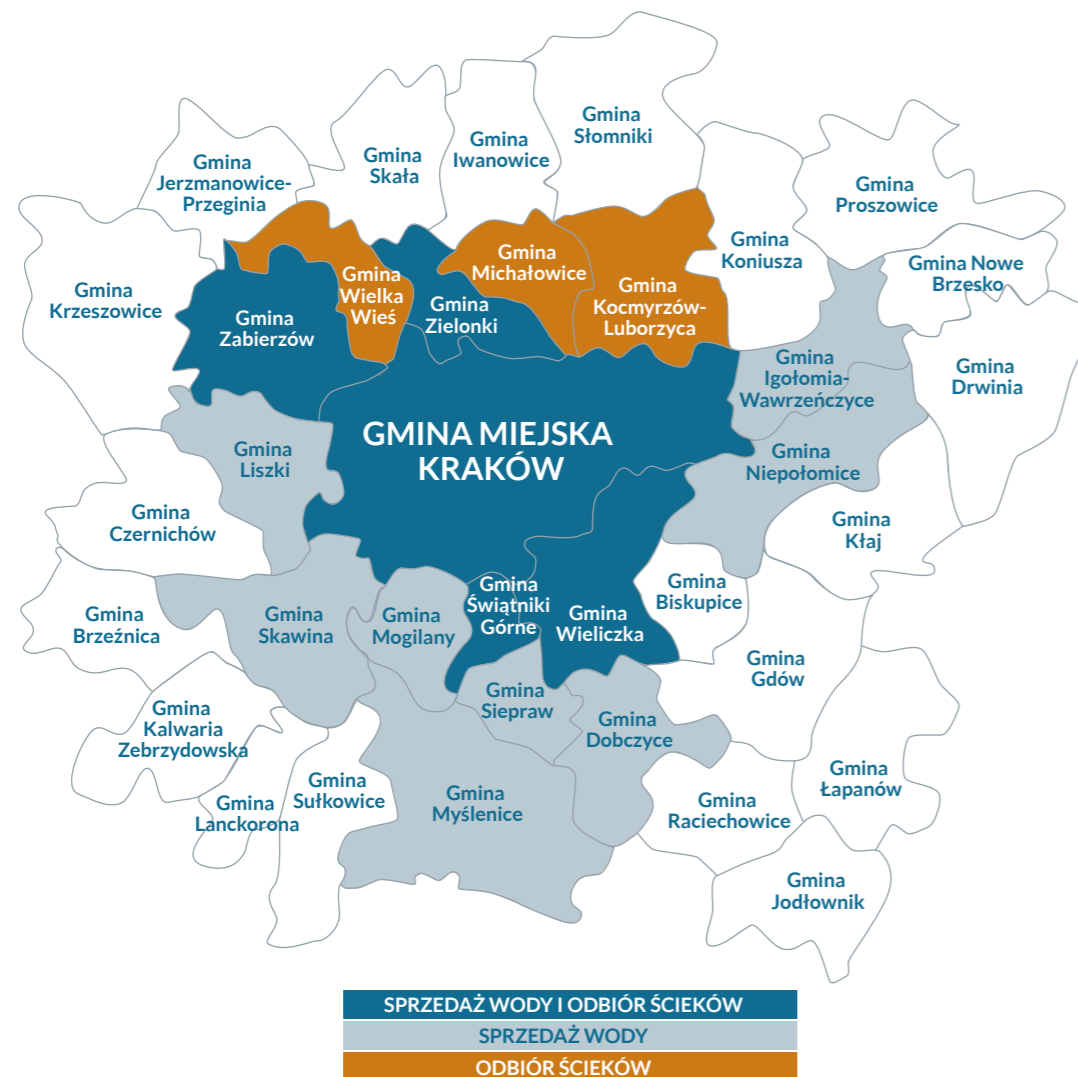 Gmina
Słomniki
Gmina
Iwanowice
Gmina
Skała
Gmina
Jerzmanowice-
Przeginia
Gmina
Proszowice
Gmina
Koniusza
Gmina Nowe
Brzesko
Gmina
Michałowice
Gmina
Wielka
Wieś
Gmina
Kocmyrzów-
Luborzyca
Gmina
Krzeszowice
Gmina
Zielonki
Gmina
Zabierzów
Gmina
Igołomia-
Wawrzeńczyce
Gmina
Drwinia
GMINA MIEJSKA
KRAKÓW
Gmina
Liszki
Gmina
Niepołomice
Gmina
Czernichów
Gmina
Kłaj
Gmina
Biskupice
Gmina
Świątniki
Górne
Gmina
Wieliczka
Gmina
Brzeźnica
Gmina
Skawina
Gmina
Mogilany
Gmina
Gdów
Gmina
Siepraw
Gmina
Kalwaria
Zebrzydowska
Gmina
Dobczyce
Gmina
Sułkowice
Gmina
Łapanów
Gmina
Lanckorona
Gmina
Myślenice
Gmina
Raciechowice
Gmina
Jodłownik
SPRZEDAŻ WODY I ODBIÓR ŚCIEKÓW
SPRZEDAŻ WODY
ODBIÓR ŚCIEKÓW